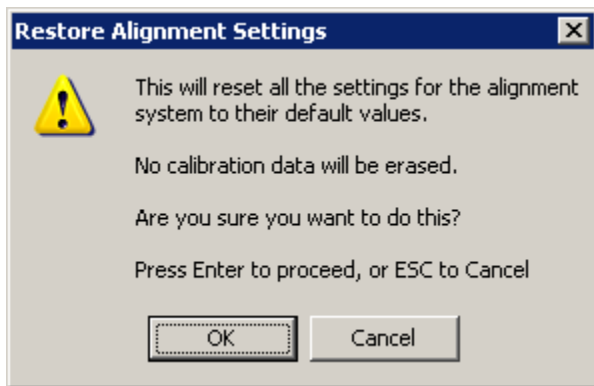 Restore Alignment Settings
This will reset all the settings for the alignment
system to their default values.
No calibration data will be erased.
Are you sure you want to do this?
Press Enter to proceed, or ESC to Cancel
OK
Cancel